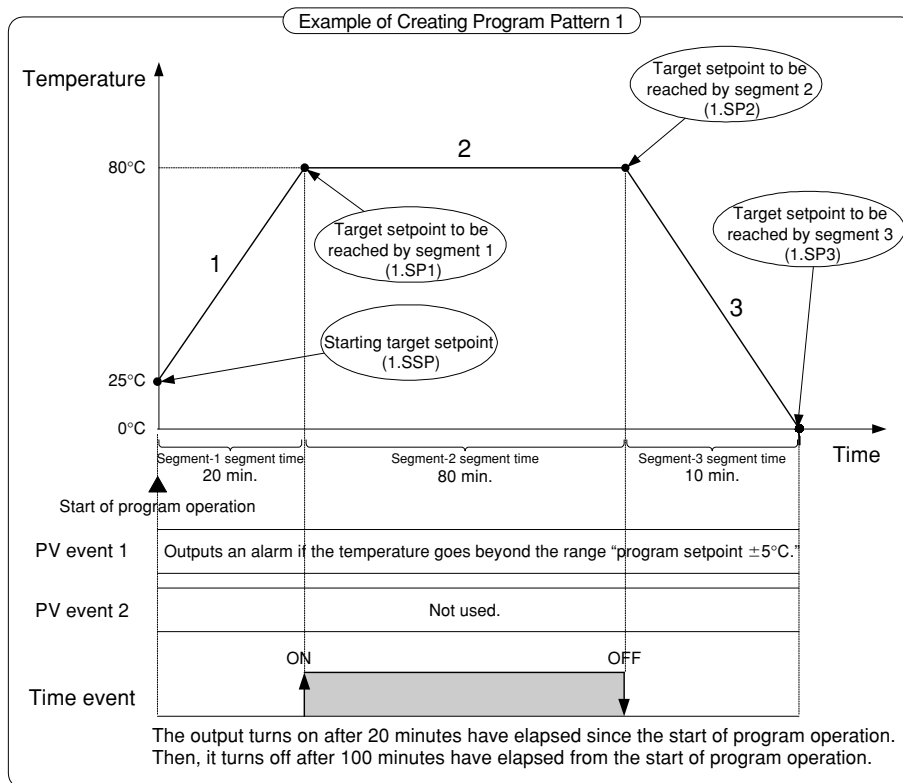 Example of Creating Program Pattern 1
Temperature
Target setpoint to be
reached by segment 2
(1.SP2)
2
80°C
Target setpoint to be
reached by segment 1
(1.SP1)
Target setpoint to be
reached by segment 3
(1.SP3)
1
3
Starting target setpoint
(1.SSP)
25°C
0°C
Time
Segment-1 segment time
20 min.
Segment-2 segment time
80 min.
Segment-3 segment time
10 min.
Start of program operation
PV event 1
Outputs an alarm if the temperature goes beyond the range “program setpoint ±5°C.”
PV event 2
Not used.
ON
OFF
Time event
The output turns on after 20 minutes have elapsed since the start of program operation.
Then, it turns off after 100 minutes have elapsed from the start of program operation.